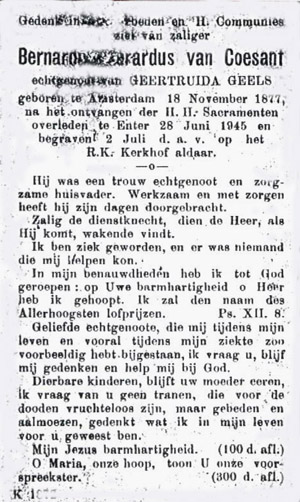 Gedenk in Uwe Gebeden en H. Communies
ziel van zaliger
Bernardus Gerardus van Coesant
echtgenoot van GEERTRUIDA GEELS
geboren te Amsterdam 18 November 1877,
na het ontvangen der H.H. Sacramenten
overleden te Enter 28 Juni 1945 en
begraven 2 Juli d. a. v. op het
R.K. Kerkhof aldaar.
—o—
Hij was een trouw echtgenoot en zorg-
zame huisvader. Werkzaam en met zorgen
heeft hij zijn dagen doorgebracht.
Zalig de dienstknecht, dien de Heer, als
Hij komt, wakende vindt.
Ik ben ziek geworden, en er was niemand
die mij helpen kon.
In mijn benauwdheden heb ik tot God
geroepen : op Uwe barmhartigheid o Heer
heb ik gehoopt. Ik zal den naam des
Allerhoogsten lofprijzen. Ps. XII. 8.
Geliefde echtgenoote, die mij tijdens mijn
leven en vooral tijdens mijn ziekte zoo
voorbeeldig hebt bijgestaan, ik vraag u, blijf
mij gedenken en help mij bij God.
Dierbare kinderen, blijft uw moeder eeren,
ik vraag van u geen tranen, die voor de
dooden vruchteloos zijn, maar gebeden en
aalmoezen, gedenkt wat ik in mijn leven
voor u geweest ben.
Mijn Jezus barmhartigheid. (100 d. afl.)
O Maria, onze hoop, toon U onze voor-
spreekster. (300 d. afl.)